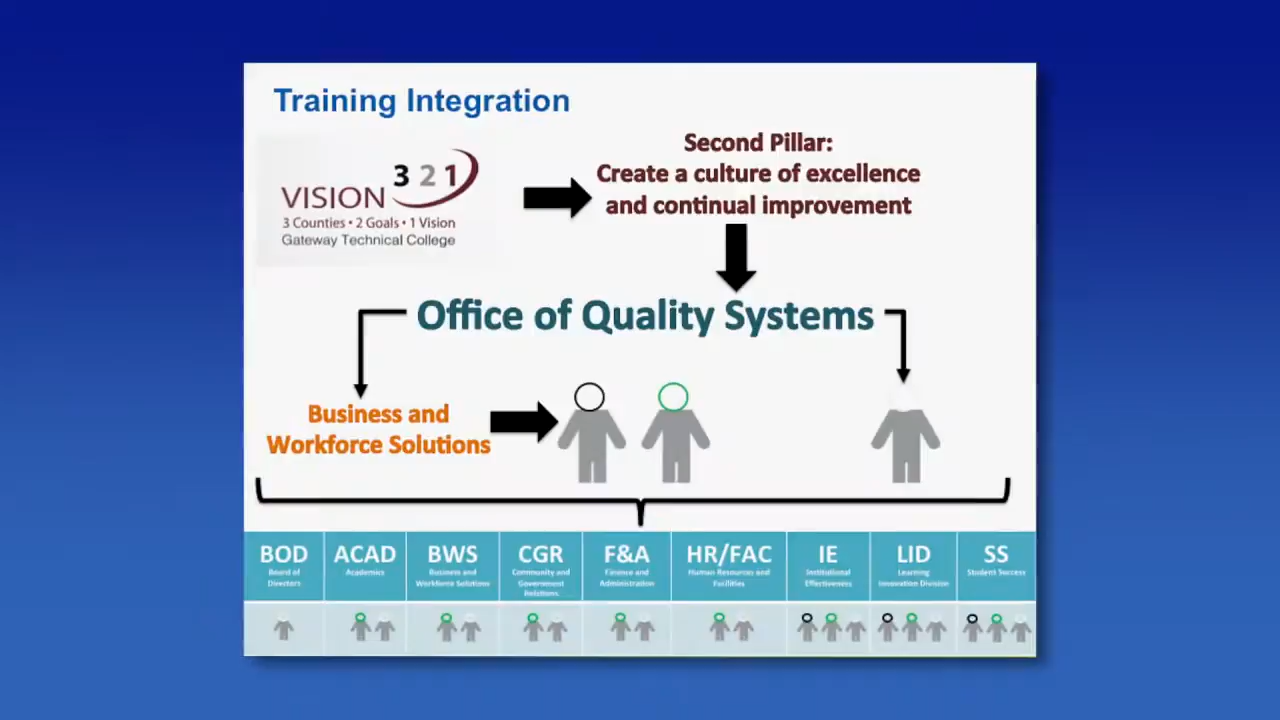 Training Integration
VISION 3 2 1
3 Counties • 2 Goals • 1 Vision
Gateway Technical College
Second Pillar:
Create a culture of excellence
and continual improvement
Office of Quality Systems
Business and
Workforce Solutions
BOD
Board of
Directors
ACAD
Academics
BWS
Business and
Workforce Solutions
CGR
Community and
Government
Relations
F&A
Finance and
Administration
HR/FAC
Human Resources and
Facilities
IE
Institutional
Effectiveness
LID
Learning
Innovation Division
SS
Student Success